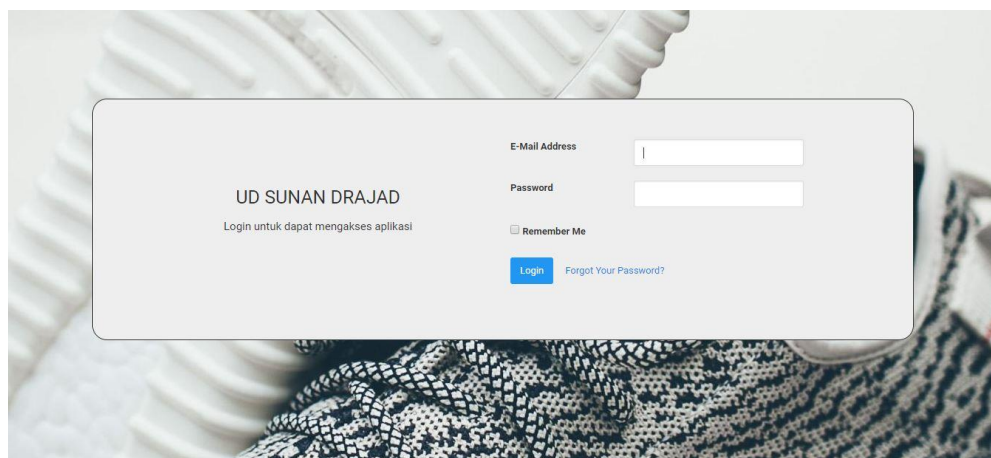 UD SUNAN DRAJAD
Login untuk dapat mengakses aplikasi
E-Mail Address
Password
Remember Me
Login Forgot Your Password?